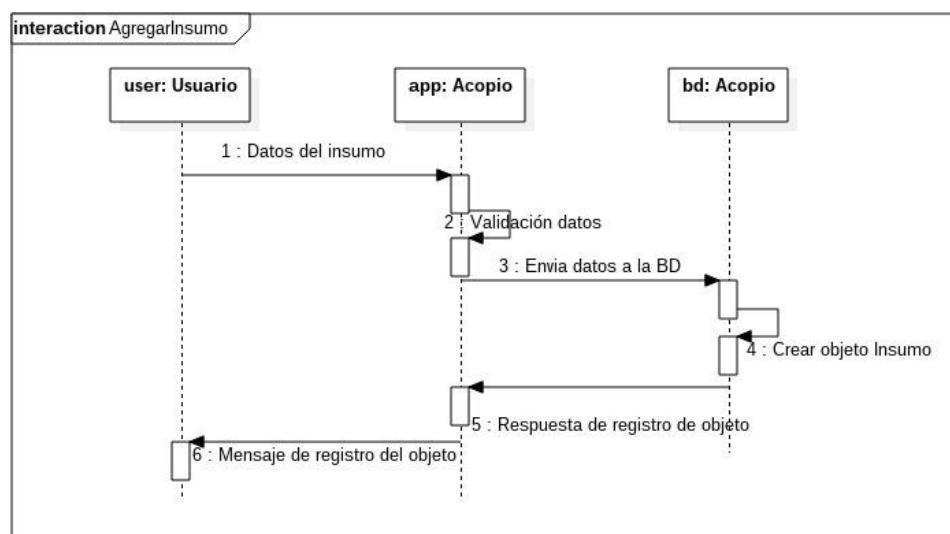 interaction AgregarInsumo
user: Usuario
app: Acopio
bd: Acopio
1 : Datos del insumo
2 : Validación datos
3 : Envia datos a la BD
4 : Crear objeto Insumo
5 : Respuesta de registro de objeto
6 : Mensaje de registro del objeto